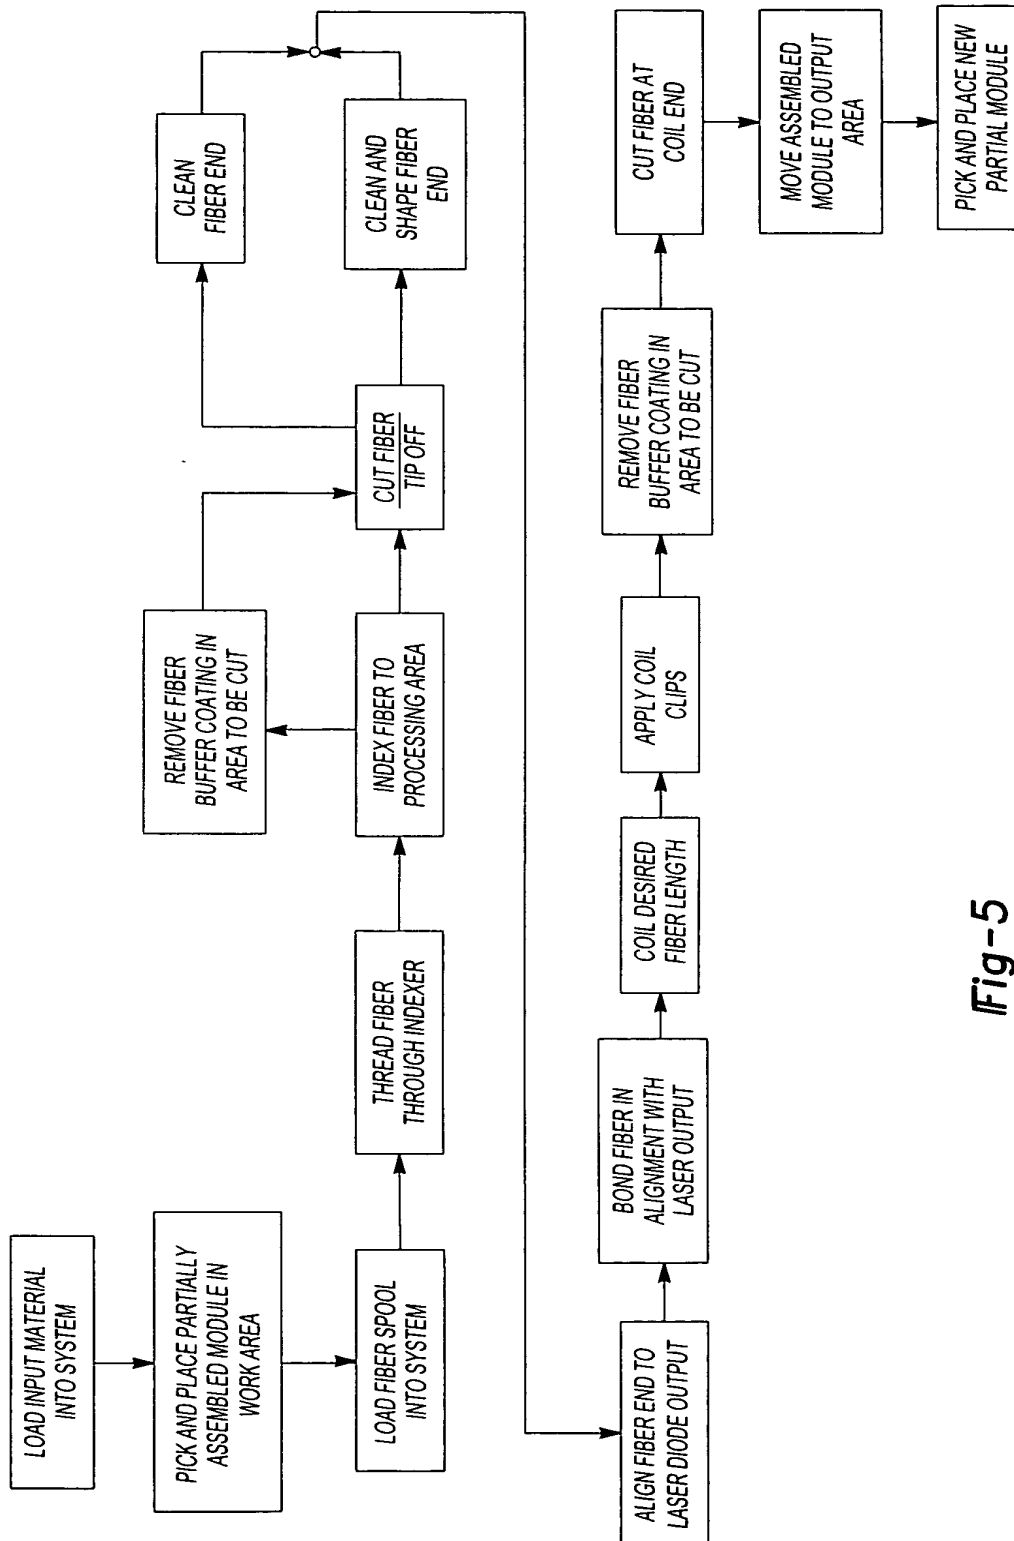 LOAD INPUT MATERIAL
INTO SYSTEM
PICK AND PLACE PARTIALLY
ASSEMBLED MODULE IN
WORK AREA
LOAD FIBER SPOOL
INTO SYSTEM
THREAD FIBER
THROUGH INDEXER
INDEX FIBER TO
PROCESSING AREA
REMOVE FIBER
BUFFER COATING IN
AREA TO BE CUT
CUT FIBER
TIP OFF
CLEAN
FIBER END
CLEAN AND
SHAPE FIBER
END
ALIGN FIBER END TO
LASER DIODE OUTPUT
BOND FIBER IN
ALIGNMENT WITH
LASER OUTPUT
COIL DESIRED
FIBER LENGTH
APPLY COIL
CLIPS
REMOVE FIBER
BUFFER COATING IN
AREA TO BE CUT
CUT FIBER AT
COIL END
MOVE ASSEMBLED
MODULE TO OUTPUT
AREA
PICK AND PLACE NEW
PARTIAL MODULE
Fig-5